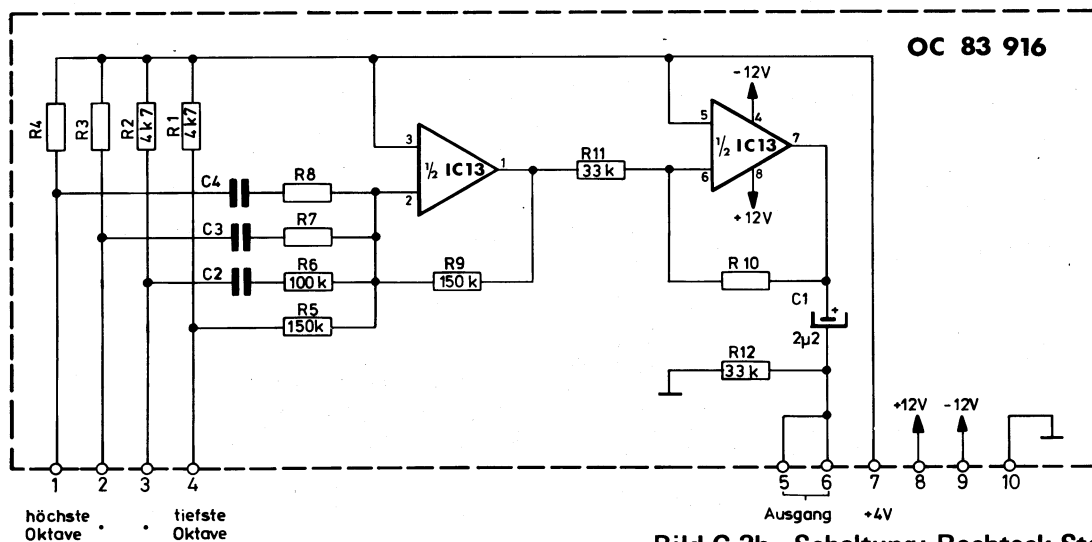 OC 83 916
-12V
4
5
7
½ IC13
6
8
+12V
R4
R3
R2
4k7
R1
4k7
3
½ IC13
1
2
R11
33k
C4
R8
C3
R7
C2
R6
100k
R9
150k
R5
150k
R10
C1
+
2µ2
R12
33k
+12V
-12V
1
2
3
4
5
6
7
8
9
10
höchste
Oktave
.
.
tiefste
Oktave
Ausgang
+4V